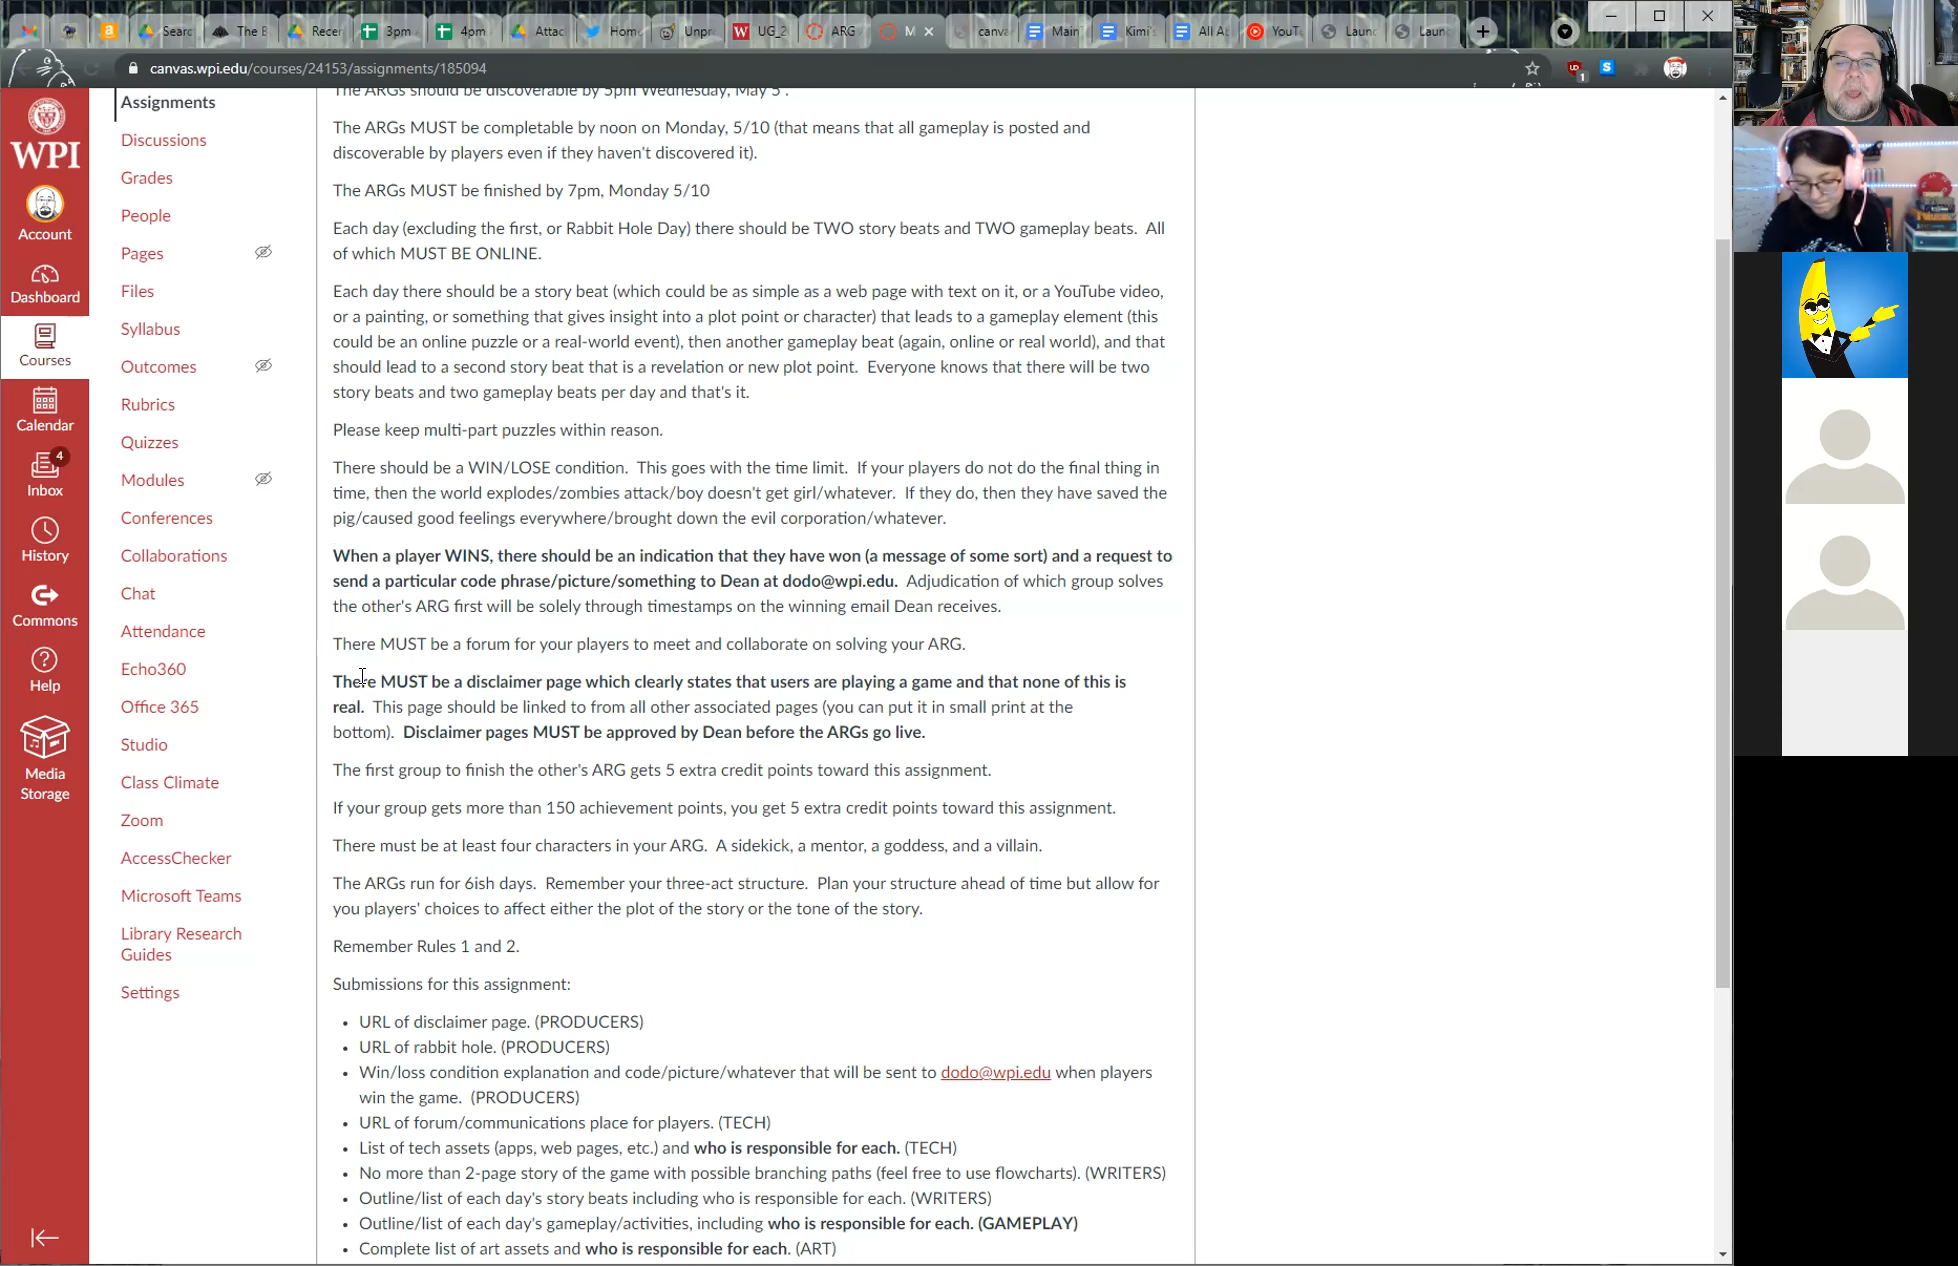 Searc
The E
Recer
3pm
4pm
Attac
Hom
Unpr
UG_2
ARG
M
canva
Main
Kimi's
All A
YouT
Launc
Laun
canvas.wpi.edu/courses/24153/assignments/185094
WPI
Account
Dashboard
Courses
Calendar
4
Inbox
History
Commons
Help
Media
Storage
Assignments
Discussions
Grades
People
Pages
Files
Syllabus
Outcomes
Rubrics
Quizzes
Modules
Conferences
Collaborations
Chat
Attendance
Echo360
Office 365
Studio
Class Climate
Zoom
AccessChecker
Microsoft Teams
Library Research
Guides
Settings
The ARGs should be discoverable by 5pm Wednesday, May 5 .
The ARGs MUST be completable by noon on Monday, 5/10 (that means that all gameplay is posted and
discoverable by players even if they haven't discovered it).
The ARGs MUST be finished by 7pm, Monday 5/10
Each day (excluding the first, or Rabbit Hole Day) there should be TWO story beats and TWO gameplay beats.  All
of which MUST BE ONLINE.
Each day there should be a story beat (which could be as simple as a web page with text on it, or a YouTube video,
or a painting, or something that gives insight into a plot point or character) that leads to a gameplay element (this
could be an online puzzle or a real-world event), then another gameplay beat (again, online or real world), and that
should lead to a second story beat that is a revelation or new plot point.  Everyone knows that there will be two
story beats and two gameplay beats per day and that's it.
Please keep multi-part puzzles within reason.
There should be a WIN/LOSE condition.  This goes with the time limit.  If your players do not do the final thing in
time, then the world explodes/zombies attack/boy doesn't get girl/whatever.  If they do, then they have saved the
pig/caused good feelings everywhere/brought down the evil corporation/whatever.
When a player WINS, there should be an indication that they have won (a message of some sort) and a request to
send a particular code phrase/picture/something to Dean at dodo@wpi.edu.  Adjudication of which group solves
the other's ARG first will be solely through timestamps on the winning email Dean receives.
There MUST be a forum for your players to meet and collaborate on solving your ARG.
There MUST be a disclaimer page which clearly states that users are playing a game and that none of this is
real.  This page should be linked to from all other associated pages (you can put it in small print at the
bottom).  Disclaimer pages MUST be approved by Dean before the ARGs go live.
The first group to finish the other's ARG gets 5 extra credit points toward this assignment.
If your group gets more than 150 achievement points, you get 5 extra credit points toward this assignment.
There must be at least four characters in your ARG.  A sidekick, a mentor, a goddess, and a villain.
The ARGs run for 6ish days.  Remember your three-act structure.  Plan your structure ahead of time but allow for
you players' choices to affect either the plot of the story or the tone of the story.
Remember Rules 1 and 2.
Submissions for this assignment:
• URL of disclaimer page. (PRODUCERS)
• URL of rabbit hole. (PRODUCERS)
• Win/loss condition explanation and code/picture/whatever that will be sent to dodo@wpi.edu when players
win the game.  (PRODUCERS)
• URL of forum/communications place for players. (TECH)
• List of tech assets (apps, web pages, etc.) and who is responsible for each. (TECH)
• No more than 2-page story of the game with possible branching paths (feel free to use flowcharts). (WRITERS)
• Outline/list of each day's story beats including who is responsible for each. (WRITERS)
• Outline/list of each day's gameplay/activities, including who is responsible for each. (GAMEPLAY)
• Complete list of art assets and who is responsible for each. (ART)